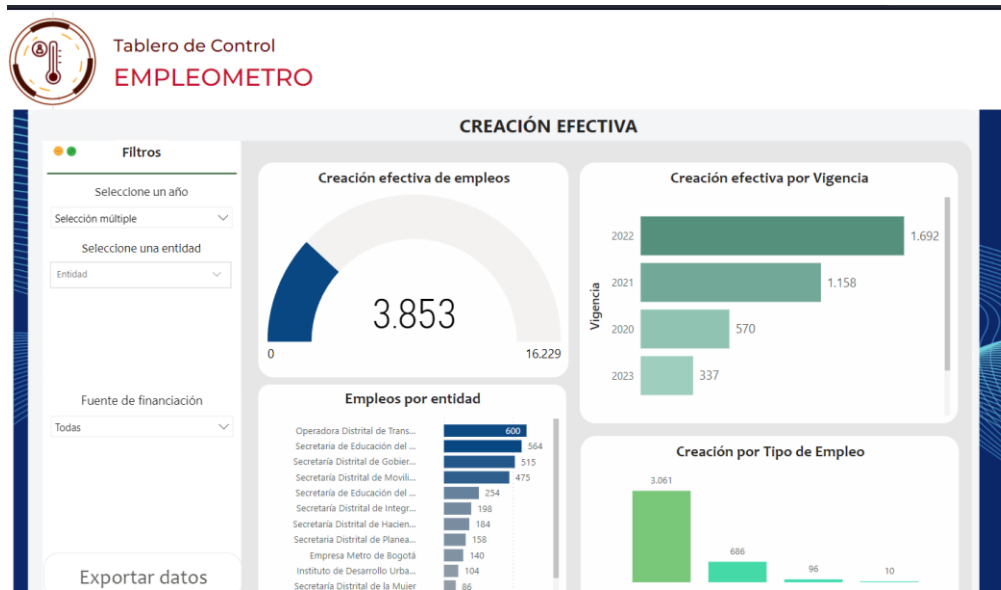 Tablero de Control
EMPLEOMETRO
CREACIÓN EFECTIVA
Filtros
Seleccione un año
Selección múltiple
Seleccione una entidad
Entidad
Fuente de financiación
Todas
Exportar datos
Creación efectiva de empleos
3.853
0
16.229
Creación efectiva por Vigencia
Vigencia
2022 1.692
2021 1.158
2020 570
2023 337
Empleos por entidad
Operadora Distrital de Trans... 600
Secretaria de Educación del ... 564
Secretaría Distrital de Gobier... 515
Secretaría Distrital de Movili... 475
Secretaría de Educación del ... 254
Secretaría Distrital de Integr... 198
Secretaría Distrital de Hacien... 184
Secretaria Distrital de Planea... 158
Empresa Metro de Bogotá 140
Instituto de Desarrollo Urba... 104
Secretaría Distrital de la Mujer 86
Creación por Tipo de Empleo
3.061
686
96
10